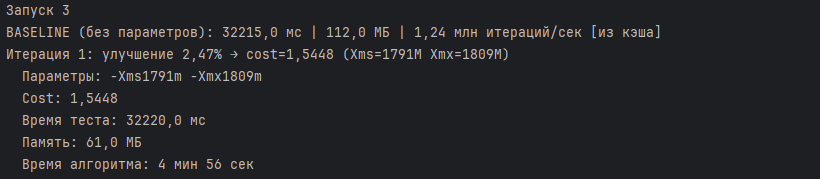 Запуск 3
BASELINE (без параметров): 32215,0 мс | 112,0 МБ | 1,24 млн итераций/сек [из кэша]
Итерация 1: улучшение 2,47% → cost=1,5448 (Xms=1791M Xmx=1809M)
Параметры: -Xms1791m -Xmx1809m
Cost: 1,5448
Время теста: 32220,0 мс
Память: 61,0 МБ
Время алгоритма: 4 мин 56 сек